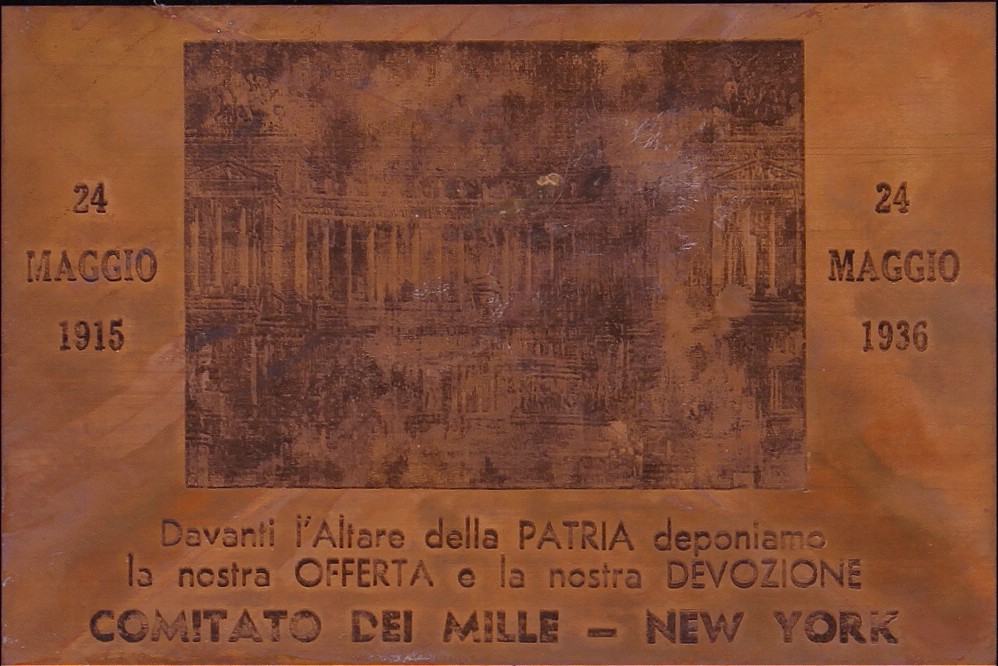 24
MAGGIO
1915
24
MAGGIO
1936
Davanti l'Altare della PATRIA deponiamo
la nostra OFFERTA e la nostra DEVOZIONE
COMITATO DEI MILLE – NEW YORK